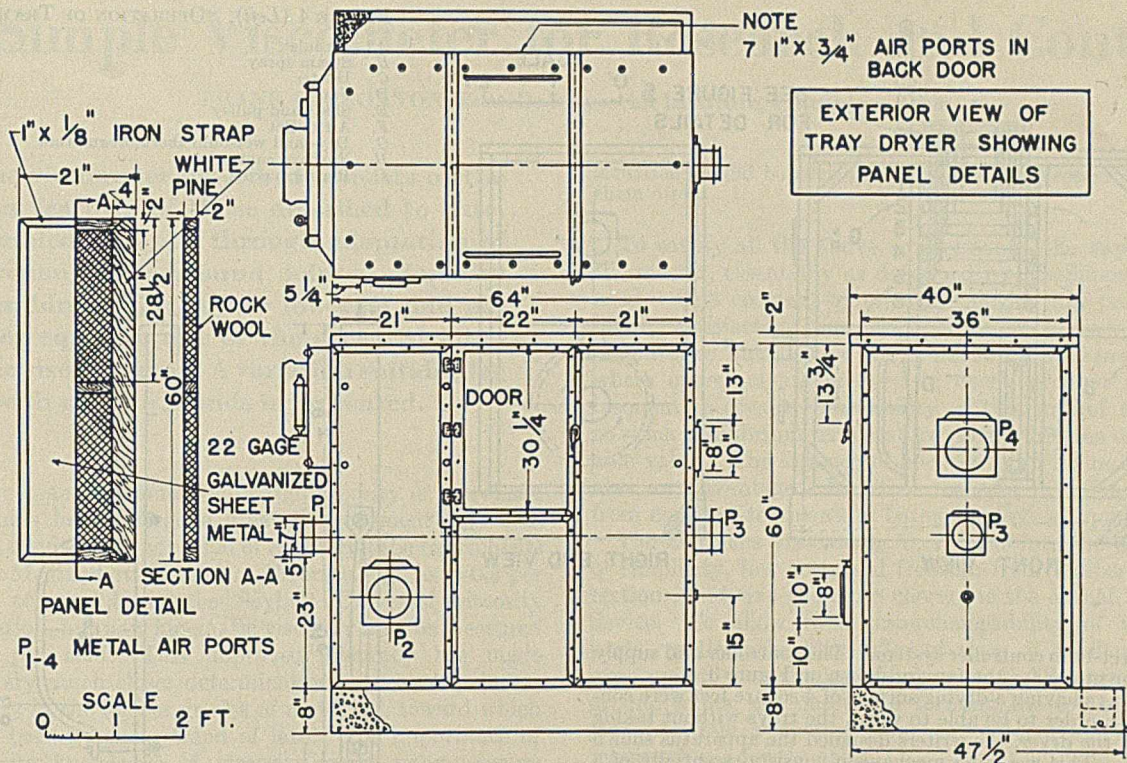 NOTE
7 1" X 3/4" AIR PORTS IN
BACK DOOR
EXTERIOR VIEW OF
TRAY DRYER SHOWING
PANEL DETAILS
1" X 1/8" IRON STRAP
21"
WHITE
PINE
A
4"
2"
2"
28 1/2"
60"
ROCK
WOOL
22 GAGE
GALVANIZED
SHEET
METAL
A
SECTION A-A
PANEL DETAIL
P1-4 METAL AIR PORTS
SCALE
0 1 2 FT.
5 1/4"
64"
21" 22" 21"
2"
DOOR
30 1/4"
13"
8"
10"
60"
P1
5"
P2
P3
23"
15"
8"
40"
36"
13 3/4"
P4
P3
10"
8"
10"
8"
47 1/2"